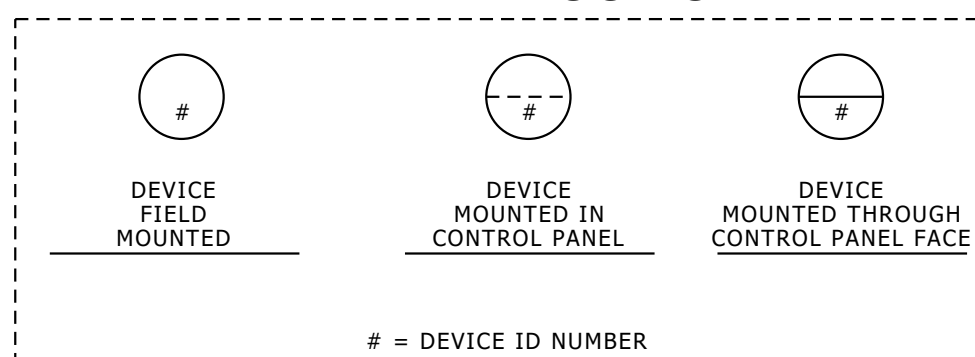 #
#
#
DEVICE
FIELD
MOUNTED
DEVICE
MOUNTED IN
CONTROL PANEL
DEVICE
MOUNTED THROUGH
CONTROL PANEL FACE
# = DEVICE ID NUMBER